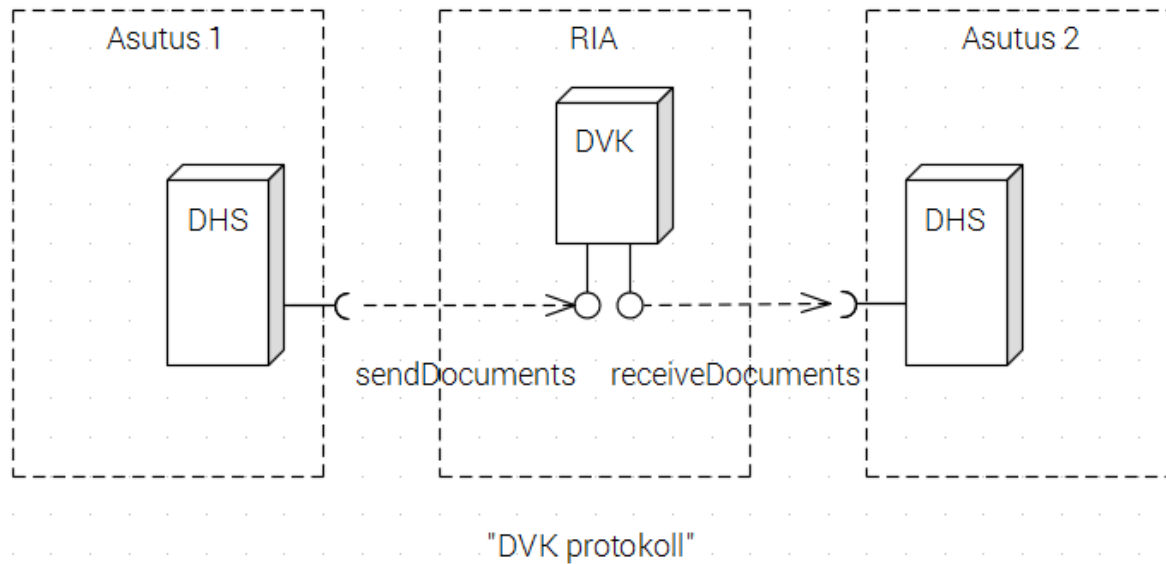 Asutus 1
RIA
Asutus 2
DVK
DHS
DHS
sendDocuments
receiveDocuments
"DVK protokoll"